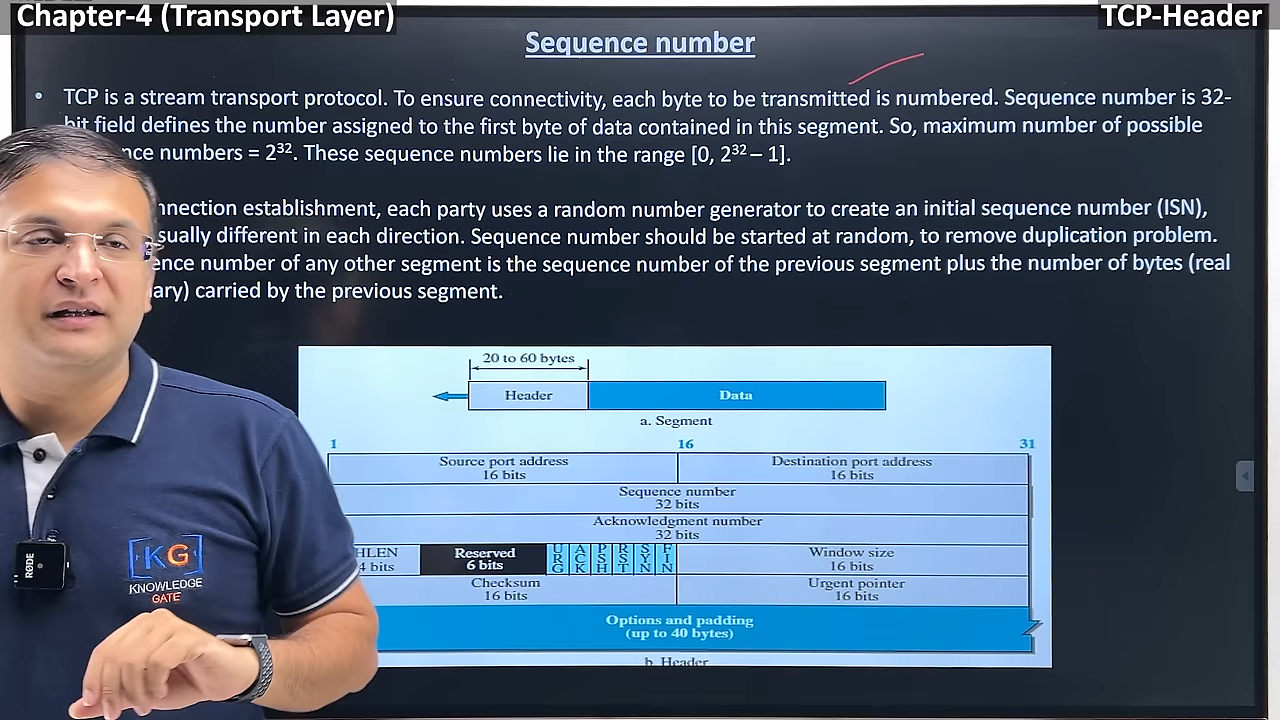 Chapter-4 (Transport Layer)
TCP-Header
Sequence number
• TCP is a stream transport protocol. To ensure connectivity, each byte to be transmitted is numbered. Sequence number is 32-
bit field defines the number assigned to the first byte of data contained in this segment. So, maximum number of possible
nce numbers = 2³². These sequence numbers lie in the range [0, 2³² – 1].
nnection establishment, each party uses a random number generator to create an initial sequence number (ISN),
sually different in each direction. Sequence number should be started at random, to remove duplication problem.
ence number of any other segment is the sequence number of the previous segment plus the number of bytes (real
ary) carried by the previous segment.
20 to 60 bytes
Header Data
a. Segment
1 16 31
Source port address Destination port address
16 bits 16 bits
Sequence number
32 bits
Acknowledgment number
32 bits
HLEN Reserved URG ACK PSH RST SYN FIN Window size
4 bits 6 bits 16 bits
Checksum Urgent pointer
16 bits 16 bits
Options and padding
(up to 40 bytes)
b. Header
RØDE
KG
KNOWLEDGE
GATE